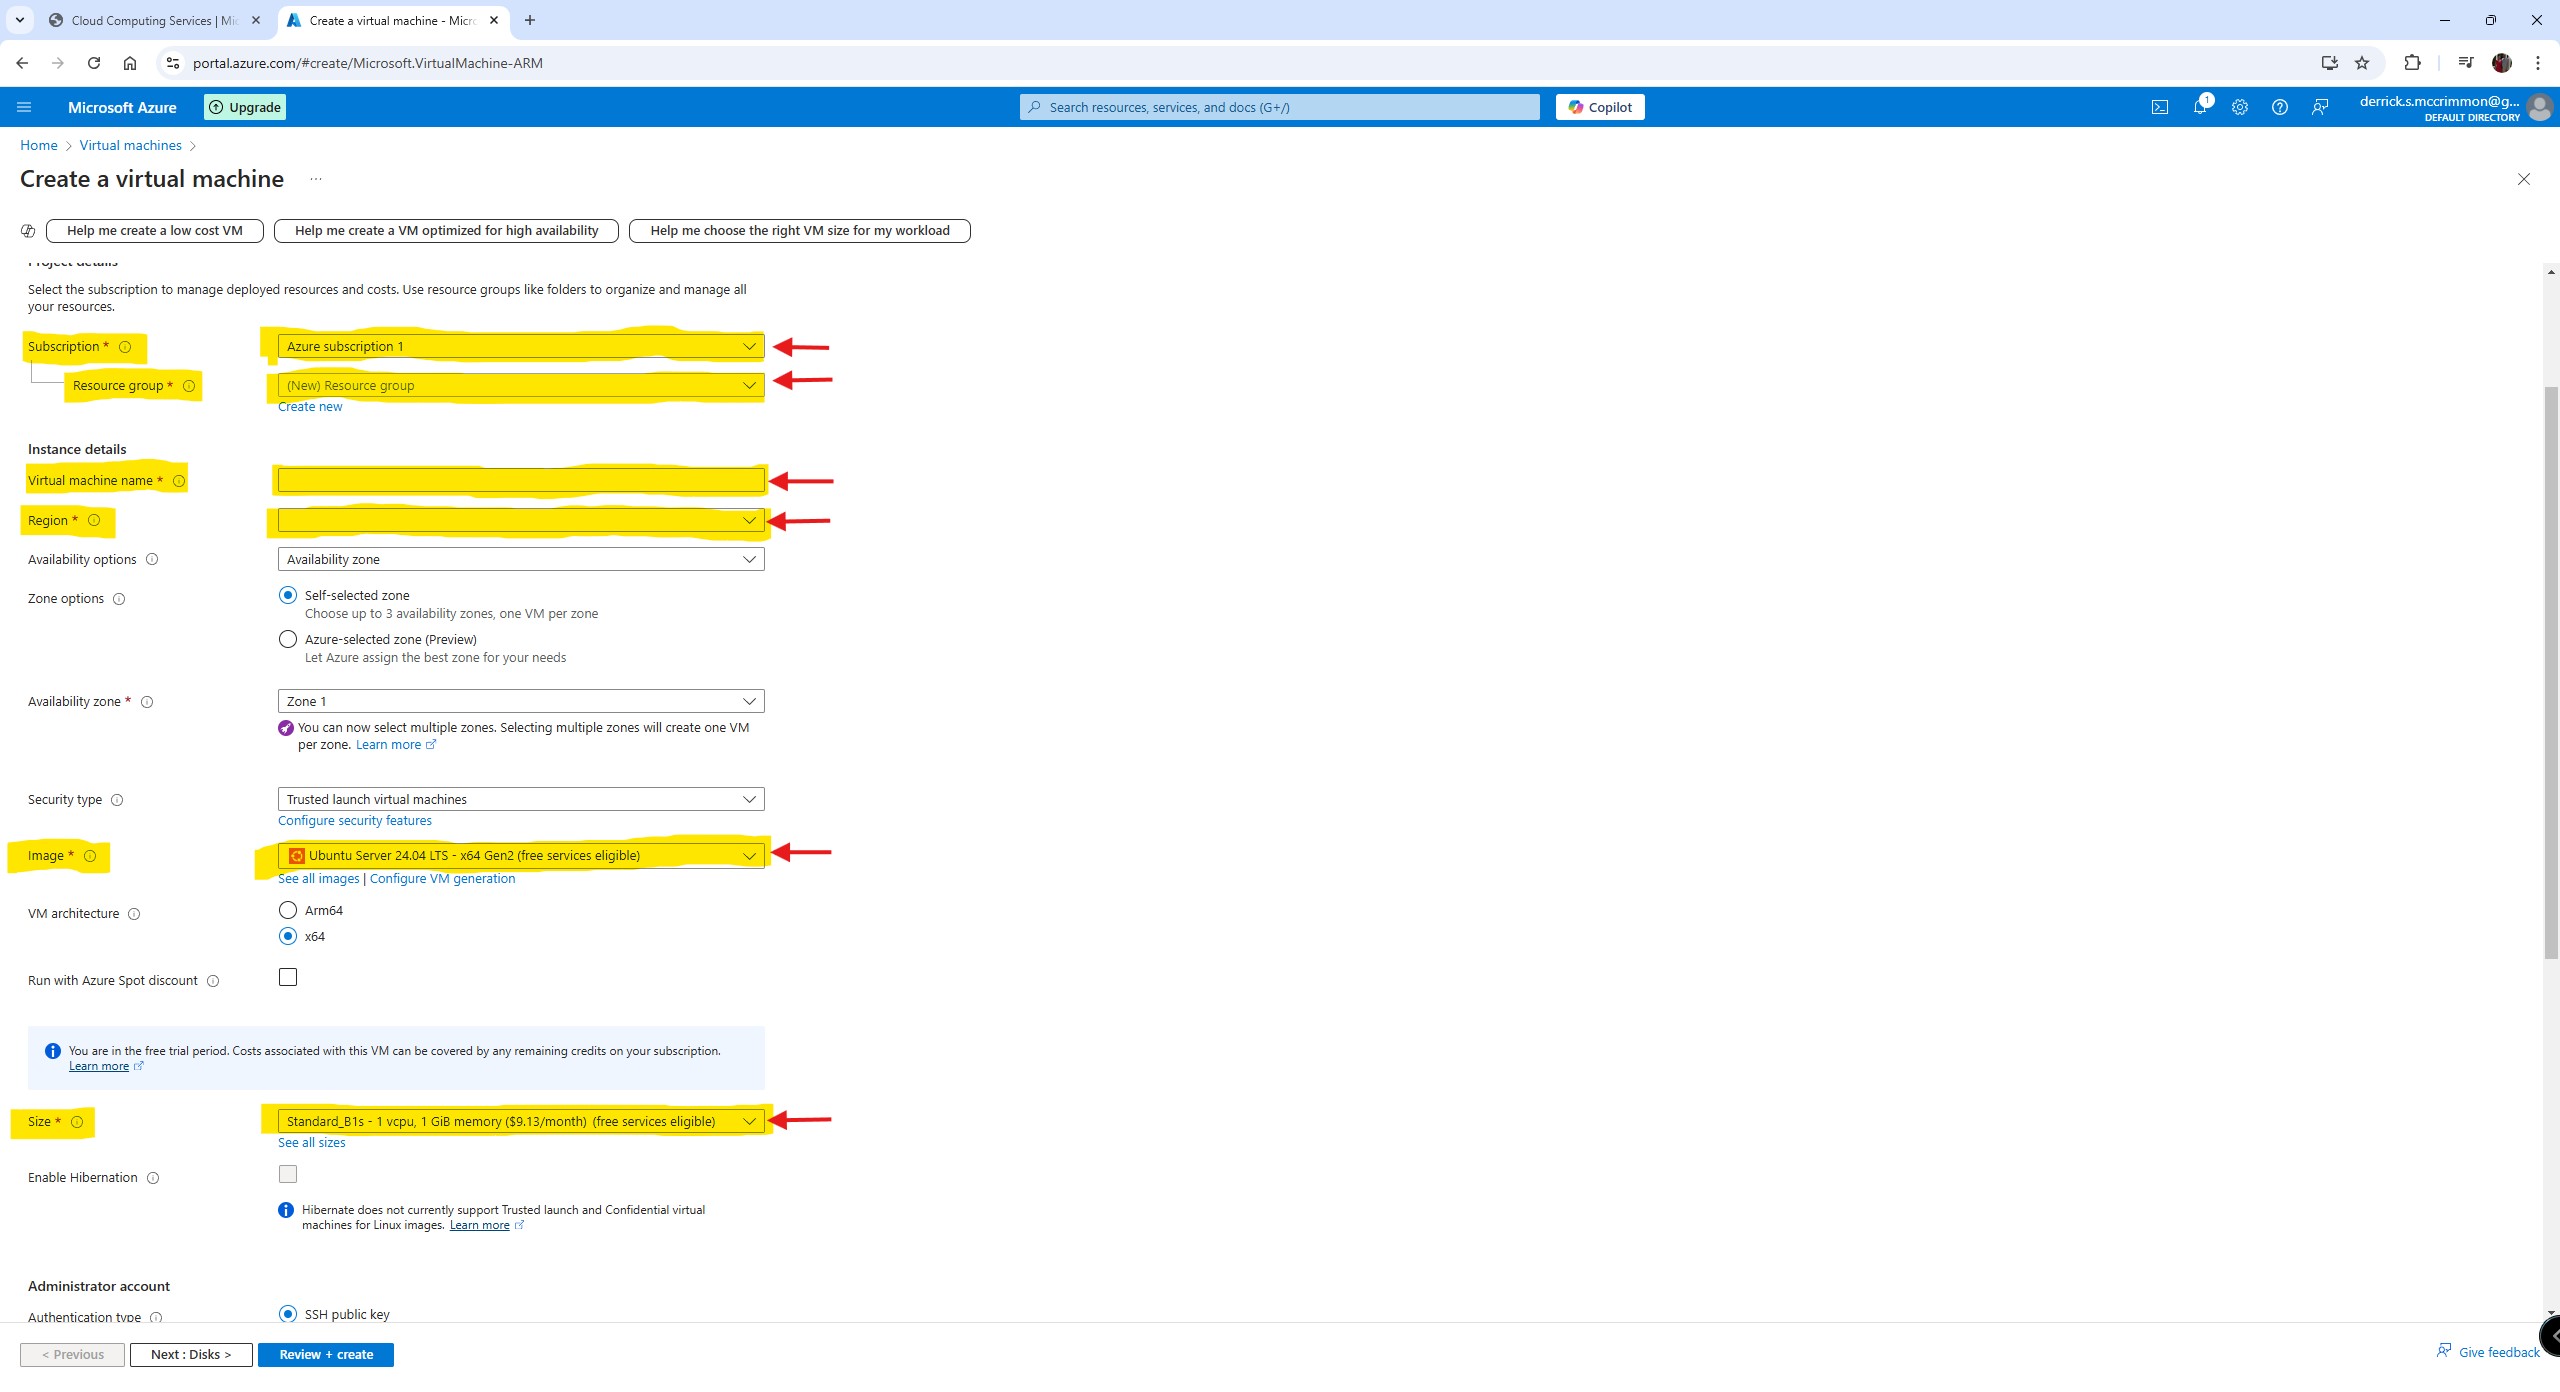 Cloud Computing Services | Mic
Create a virtual machine - Micro
portal.azure.com/#create/Microsoft.VirtualMachine-ARM
Microsoft Azure
Upgrade
Search resources, services, and docs (G+/)
Copilot
1
derrick.s.mccrimmon@g...
DEFAULT DIRECTORY
Home > Virtual machines >
Create a virtual machine ...
Help me create a low cost VM
Help me create a VM optimized for high availability
Help me choose the right VM size for my workload
Project details
Select the subscription to manage deployed resources and costs. Use resource groups like folders to organize and manage all
your resources.
Subscription *
Azure subscription 1
Resource group *
(New) Resource group
Create new
Instance details
Virtual machine name *
Region *
Availability options
Availability zone
Zone options
Self-selected zone
Choose up to 3 availability zones, one VM per zone
Azure-selected zone (Preview)
Let Azure assign the best zone for your needs
Availability zone *
Zone 1
You can now select multiple zones. Selecting multiple zones will create one VM
per zone. Learn more
Security type
Trusted launch virtual machines
Configure security features
Image *
Ubuntu Server 24.04 LTS - x64 Gen2 (free services eligible)
See all images | Configure VM generation
VM architecture
Arm64
x64
Run with Azure Spot discount
You are in the free trial period. Costs associated with this VM can be covered by any remaining credits on your subscription.
Learn more
Size *
Standard_B1s - 1 vcpu, 1 GiB memory ($9.13/month) (free services eligible)
See all sizes
Enable Hibernation
Hibernate does not currently support Trusted launch and Confidential virtual
machines for Linux images. Learn more
Administrator account
Authentication type
SSH public key
< Previous
Next : Disks >
Review + create
Give feedback